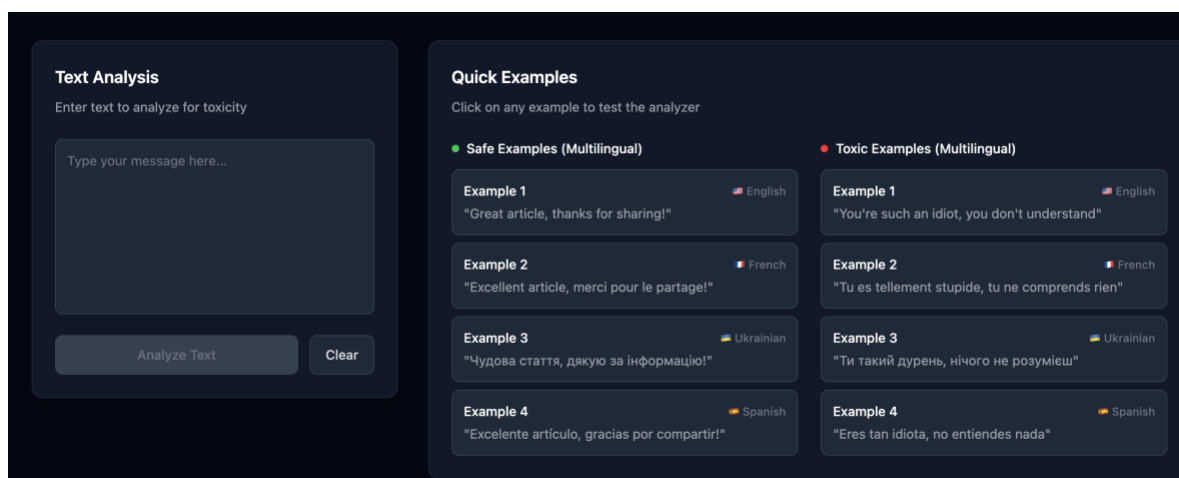 Text Analysis
Enter text to analyze for toxicity
Type your message here...
Analyze Text
Clear
Quick Examples
Click on any example to test the analyzer
Safe Examples (Multilingual)
Example 1
English
"Great article, thanks for sharing!"
Example 2
French
"Excellent article, merci pour le partage!"
Example 3
Ukrainian
"Чудова стаття, дякую за інформацію!"
Example 4
Spanish
"Excelente artículo, gracias por compartir!"
Toxic Examples (Multilingual)
Example 1
English
"You're such an idiot, you don't understand"
Example 2
French
"Tu es tellement stupide, tu ne comprends rien"
Example 3
Ukrainian
"Ти такий дурень, нічого не розумієш"
Example 4
Spanish
"Eres tan idiota, no entiendes nada"